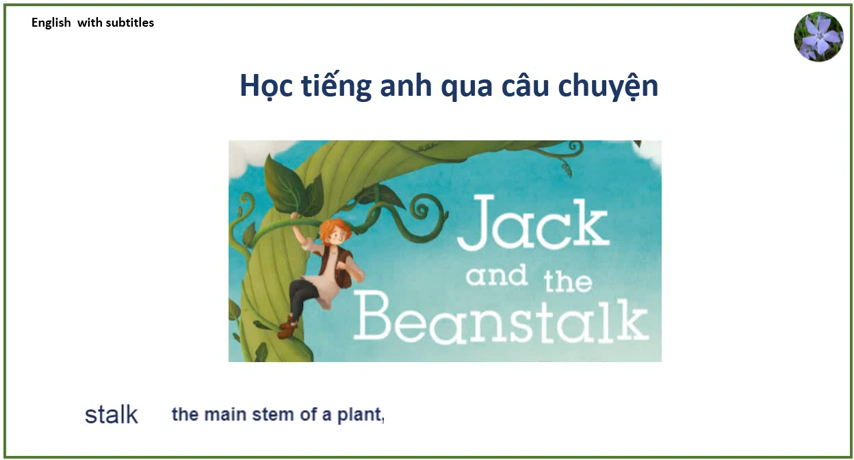 English  with subtitles
Học tiếng anh qua câu chuyện
Jack
and the
Beanstalk
stalk the main stem of a plant,